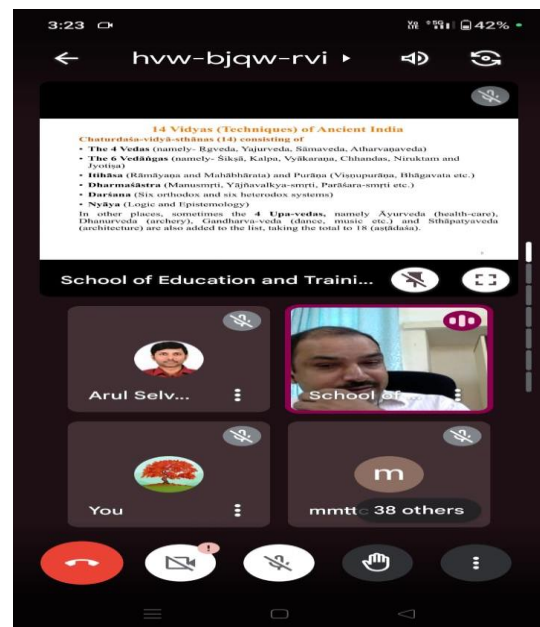 3:23
42%
hvw-bjqw-rvi
14 Vidyas (Techniques) of Ancient India
Chaturdaśa-vidyā-sthānas (14) consisting of
• The 4 Vedas (namely- Ṛgveda, Yajurveda, Sāmaveda, Atharvaṇaveda)
• The 6 Vedāṅgas (namely- Śikṣā, Kalpa, Vyākaraṇa, Chhandas, Niruktam and
Jyotiṣa)
• Itihāsa (Rāmāyaṇa and Mahābhārata) and Purāṇa (Viṣṇupurāṇa, Bhāgavata etc.)
• Dharmaśāstra (Manusmṛti, Yājñavalkya-smṛti, Parāśara-smṛti etc.)
• Darśana (Six orthodox and six heterodox systems)
• Nyāya (Logic and Epistemology)
In other places, sometimes the 4 Upa-vedas, namely Āyurveda (health-care),
Dhanurveda (archery), Gandharva-veda (dance, music etc.) and Sthāpatyaveda
(architecture) are also added to the list, taking the total to 18 (aṣṭādaśa).
School of Education and Traini...
Arul Selv...
School of ...
You
m
mmttc 38 others